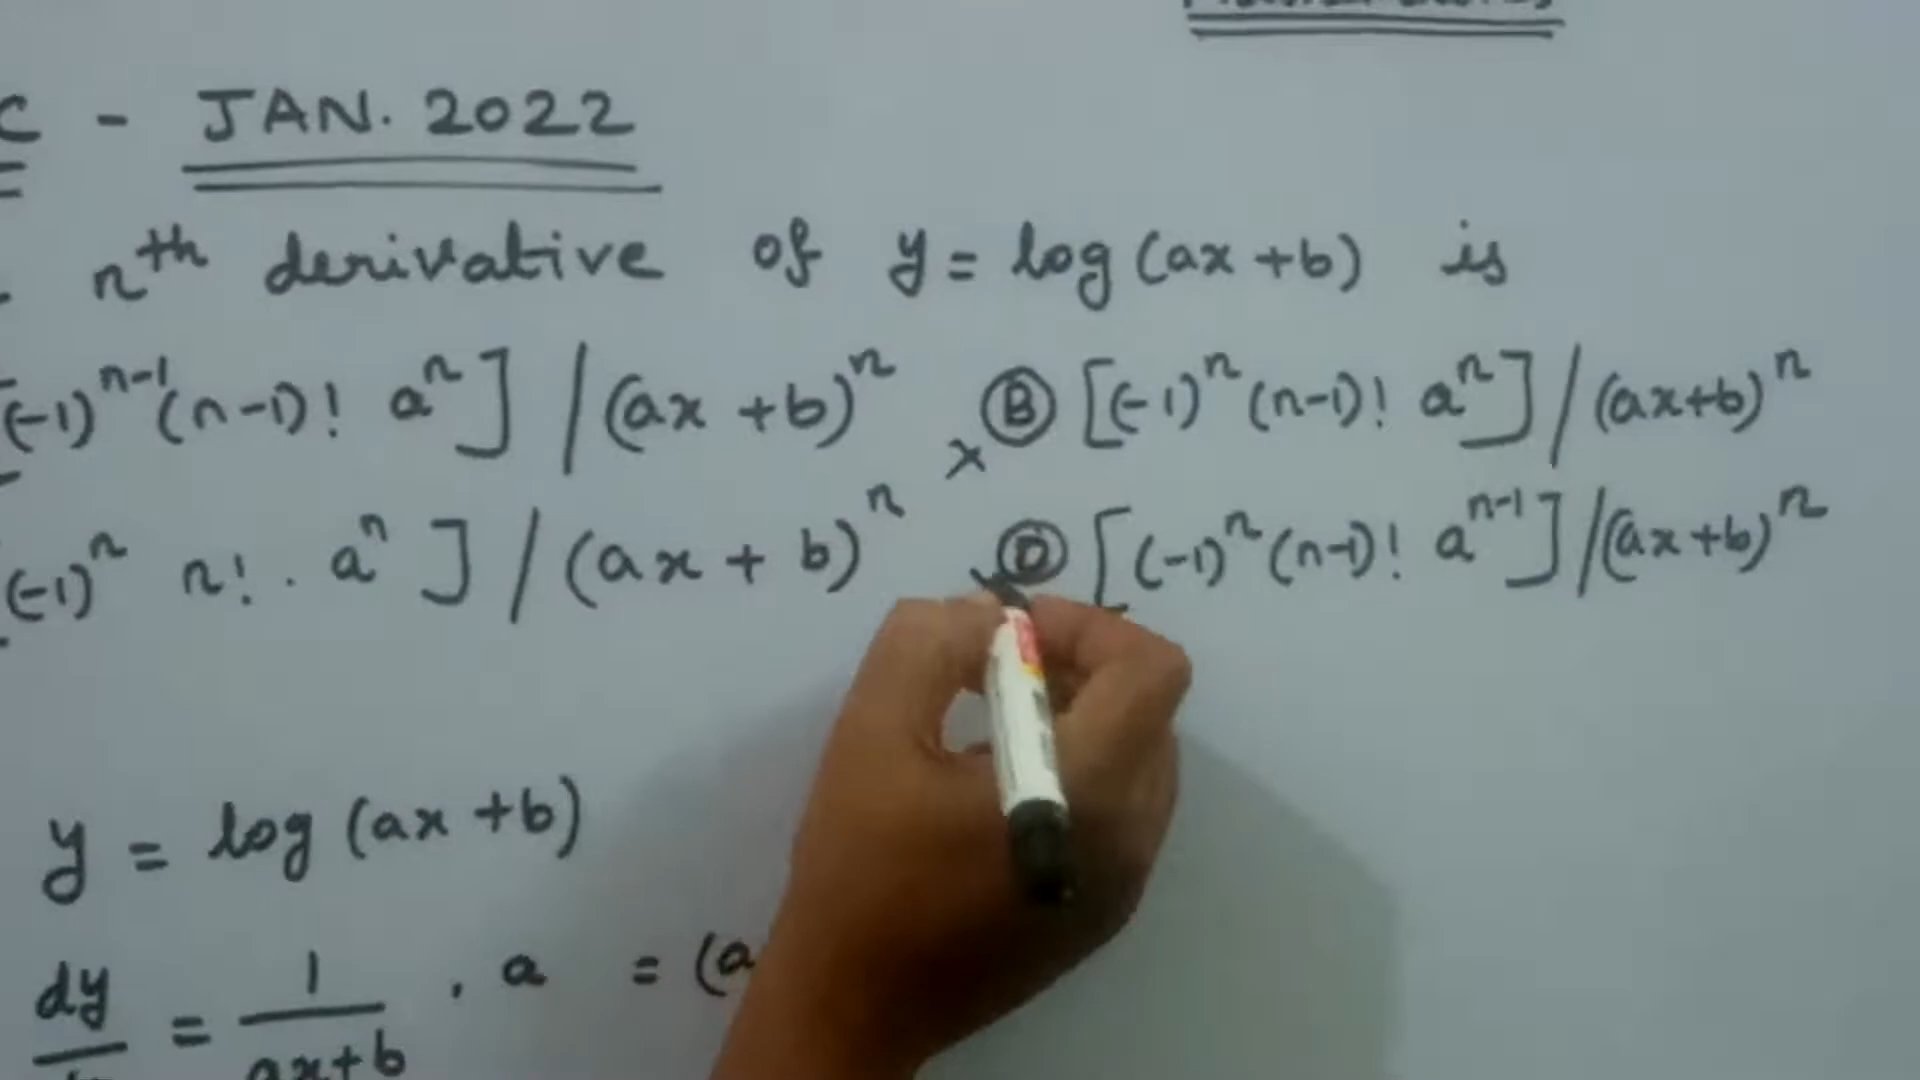 C - JAN. 2022
nth derivative of y = log (ax + b) is
(-1)^{n-1} (n-1)! a^n ] / (ax + b)^n Ⓑ [(-1)^n (n-1)! a^n] / (ax+b)^n
×
(-1)^n n! . a^n ] / (ax + b)^n Ⓓ [(-1)^n (n-1)! a^{n-1}] / (ax+b)^n
y = log (ax + b)
dy = 1 . a = (a
ax+b